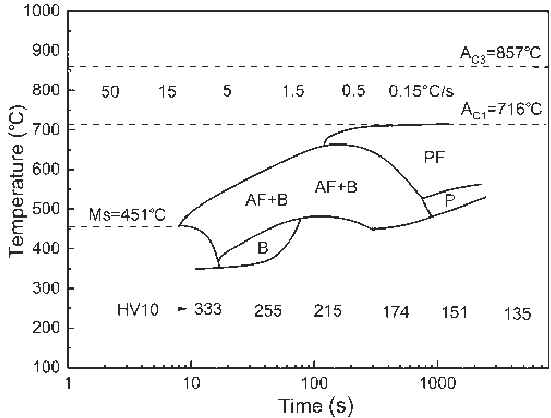 1000
900
800
700
600
500
400
300
200
100
Temperature (°C)
A_C3=857°C
50 15 5 1.5 0.5 0.15°C/s
A_C1=716°C
PF
AF+B AF+B
P
Ms=451°C
B
HV10 ► 333 255 215 174 151 135
1 10 100 1000
Time (s)